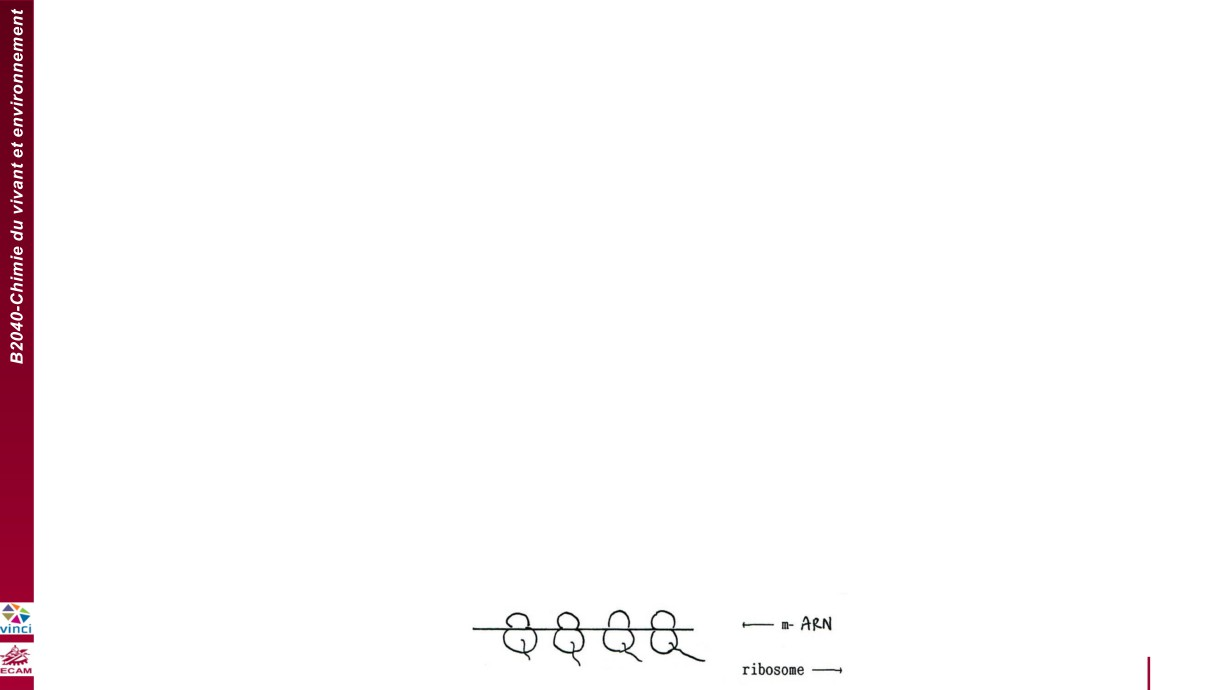 B2040-Chimie du vivant et environnement
m- ARN
ribosome
vinci
ECAM